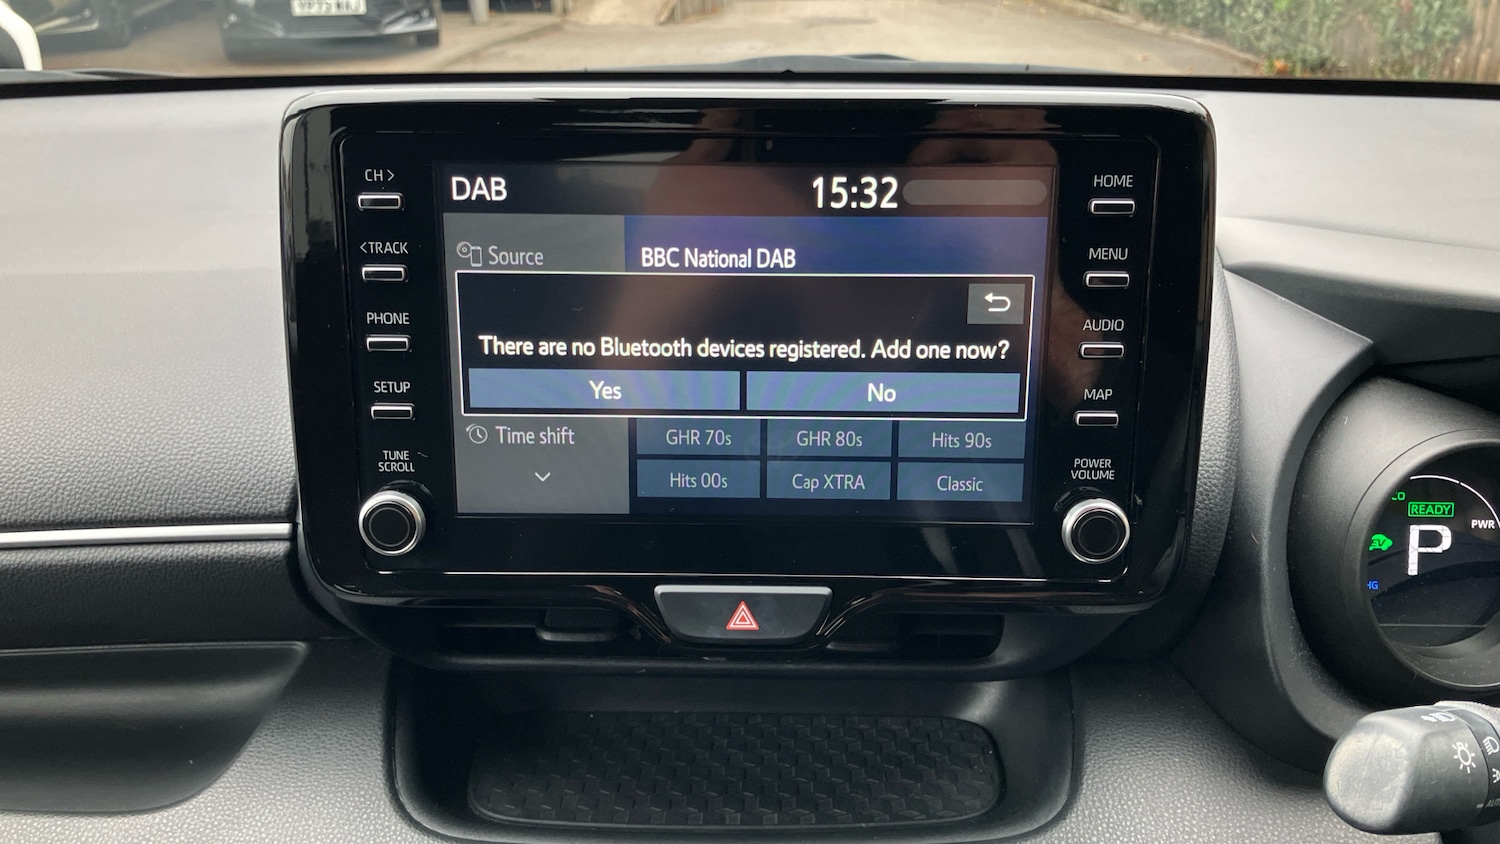 CH >
<TRACK
PHONE
SETUP
TUNE
SCROLL
DAB
15:32
Source
BBC National DAB
There are no Bluetooth devices registered. Add one now?
Yes
No
Time shift
GHR 70s
GHR 80s
Hits 90s
Hits 00s
Cap XTRA
Classic
HOME
MENU
AUDIO
MAP
POWER
VOLUME
READY
PWR
EV
P